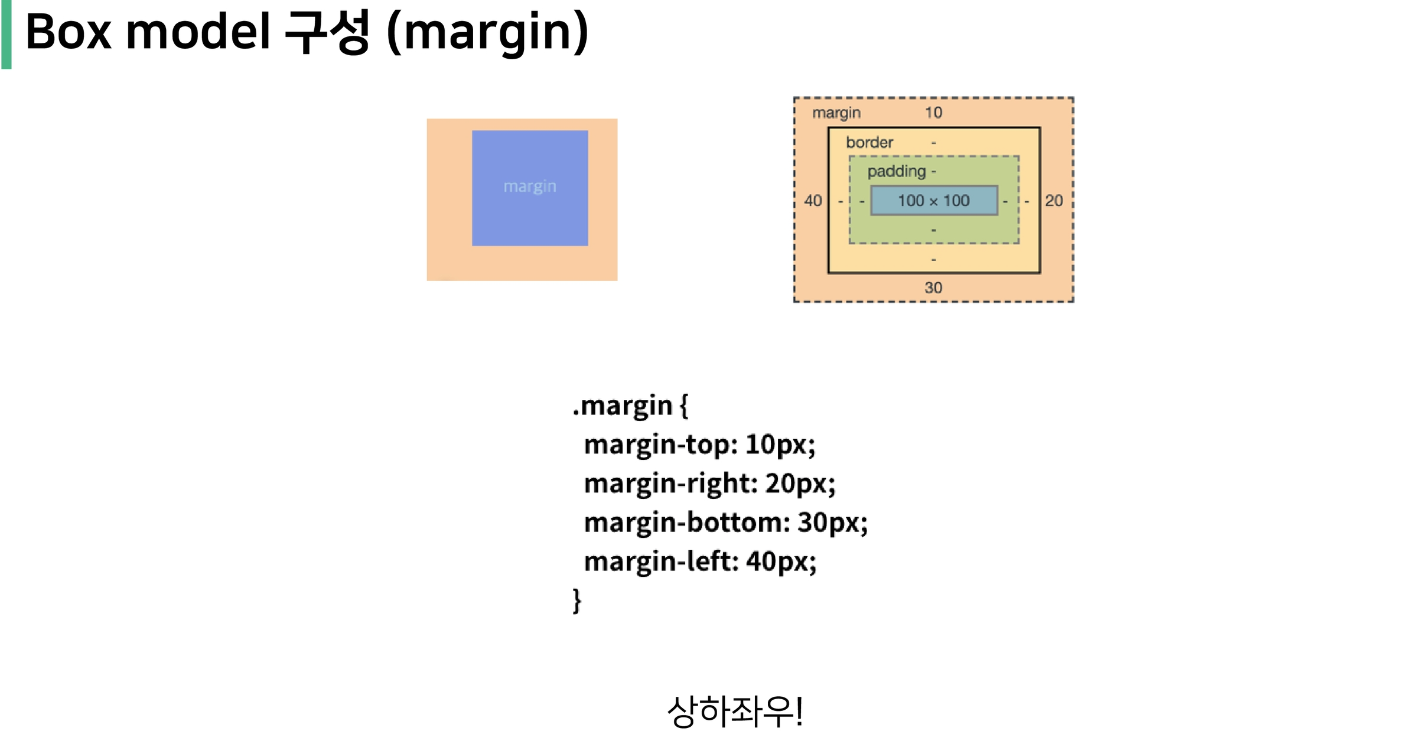 Box model 구성 (margin)
margin
margin 10
border -
padding -
40 - - 100 × 100 - - 20
-
-
30
.margin {
margin-top: 10px;
margin-right: 20px;
margin-bottom: 30px;
margin-left: 40px;
}
상하좌우!